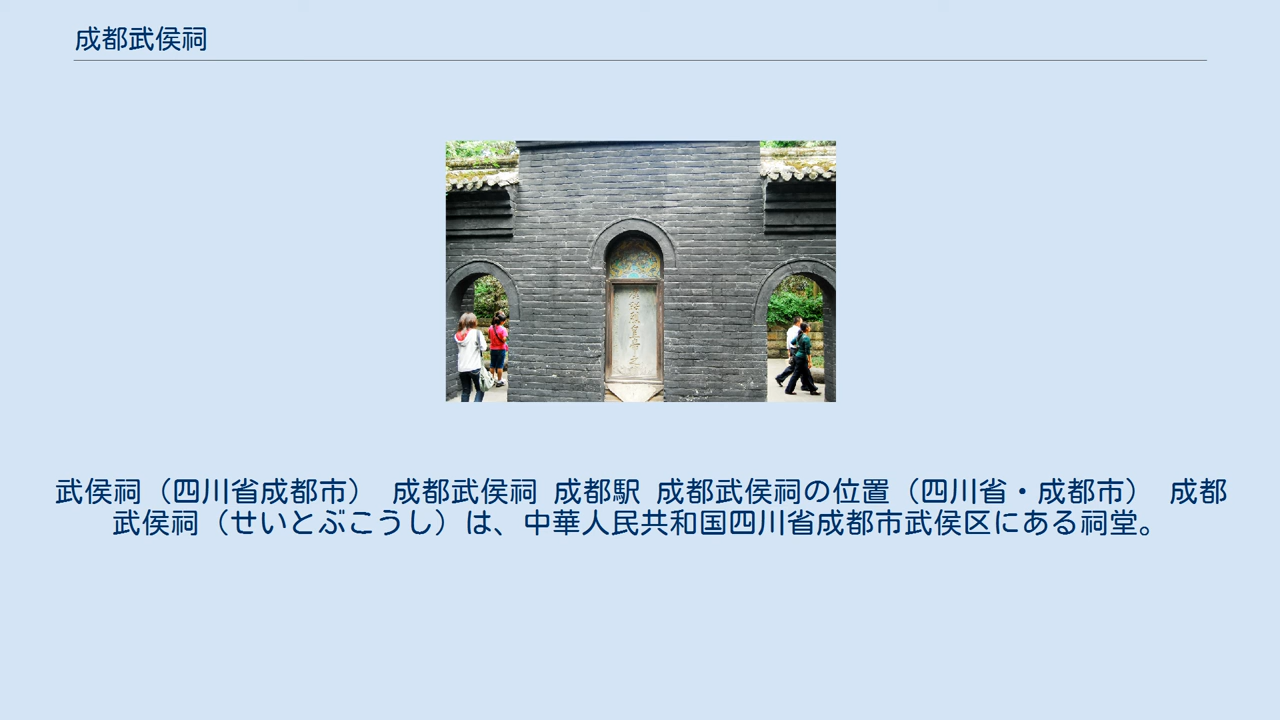 成都武侯祠
武侯祠（四川省成都市） 成都武侯祠 成都駅 成都武侯祠の位置（四川省・成都市） 成都
武侯祠（せいとぶこうし）は、中華人民共和国四川省成都市武侯区にある祠堂。